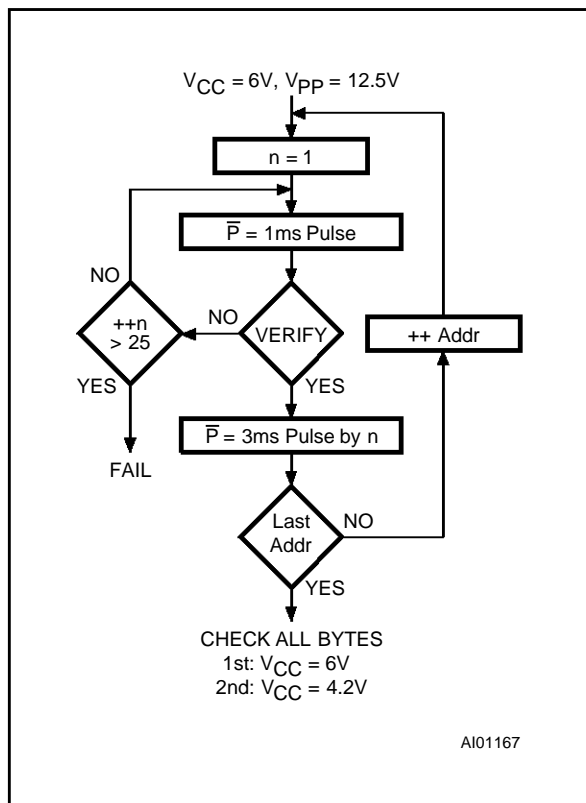 VCC = 6V, VPP = 12.5V
n = 1
P̅ = 1ms Pulse
NO
++n
> 25
NO
VERIFY
++ Addr
YES
YES
P̅ = 3ms Pulse by n
FAIL
Last
Addr
NO
YES
CHECK ALL BYTES
1st: VCC = 6V
2nd: VCC = 4.2V
AI01167